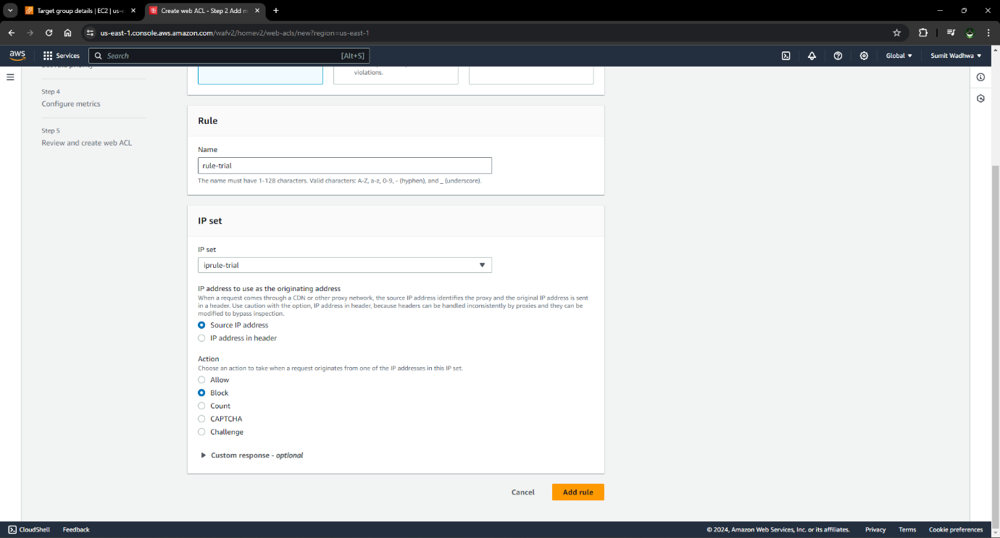 Target group details | EC2 | us-e
Create web ACL - Step 2 Add m
us-east-1.console.aws.amazon.com/wafv2/homev2/web-acls/new?region=us-east-1
aws
Services
Search
[Alt+S]
Global
Sumit Wadhwa
violations.
Step 4
Configure metrics
Step 5
Review and create web ACL
Rule
Name
rule-trial
The name must have 1-128 characters. Valid characters: A-Z, a-z, 0-9, - (hyphen), and _ (underscore).
IP set
IP set
iprule-trial
IP address to use as the originating address
When a request comes through a CDN or other proxy network, the source IP address identifies the proxy and the original IP address is sent
in a header. Use caution with the option, IP address in header, because headers can be handled inconsistently by proxies and they can be
modified to bypass inspection.
Source IP address
IP address in header
Action
Choose an action to take when a request originates from one of the IP addresses in this IP set.
Allow
Block
Count
CAPTCHA
Challenge
Custom response - optional
Cancel
Add rule
CloudShell
Feedback
© 2024, Amazon Web Services, Inc. or its affiliates.
Privacy
Terms
Cookie preferences